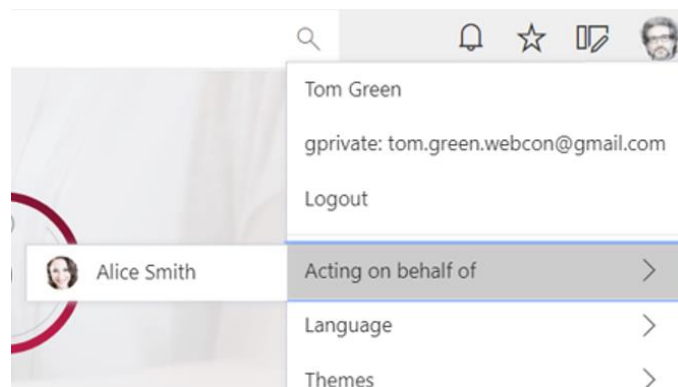 Tom Green
gprivate: tom.green.webcon@gmail.com
Logout
Alice Smith
Acting on behalf of
Language
Themes